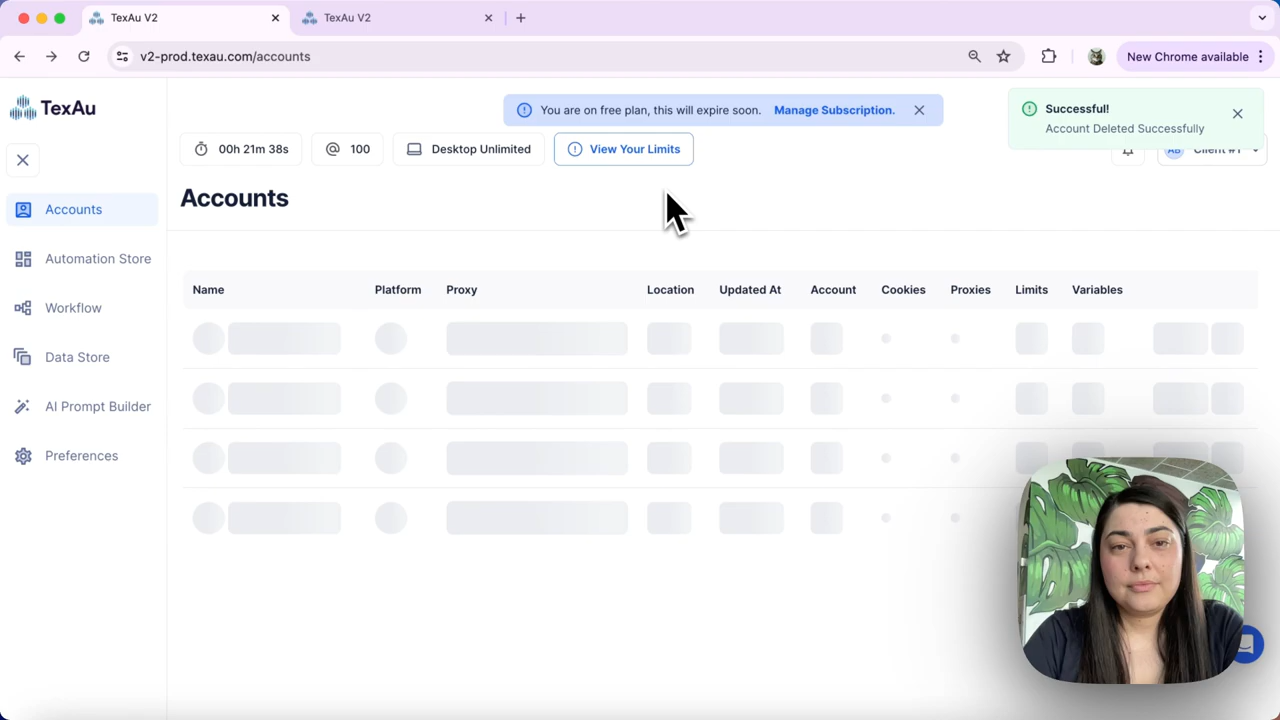 TexAu V2
TexAu V2
v2-prod.texau.com/accounts
New Chrome available
TexAu
You are on free plan, this will expire soon. Manage Subscription.
Successful!
Account Deleted Successfully
00h 21m 38s
100
Desktop Unlimited
View Your Limits
AB
Client #1
Accounts
Accounts
Automation Store
Workflow
Data Store
AI Prompt Builder
Preferences
Name Platform Proxy Location Updated At Account Cookies Proxies Limits Variables